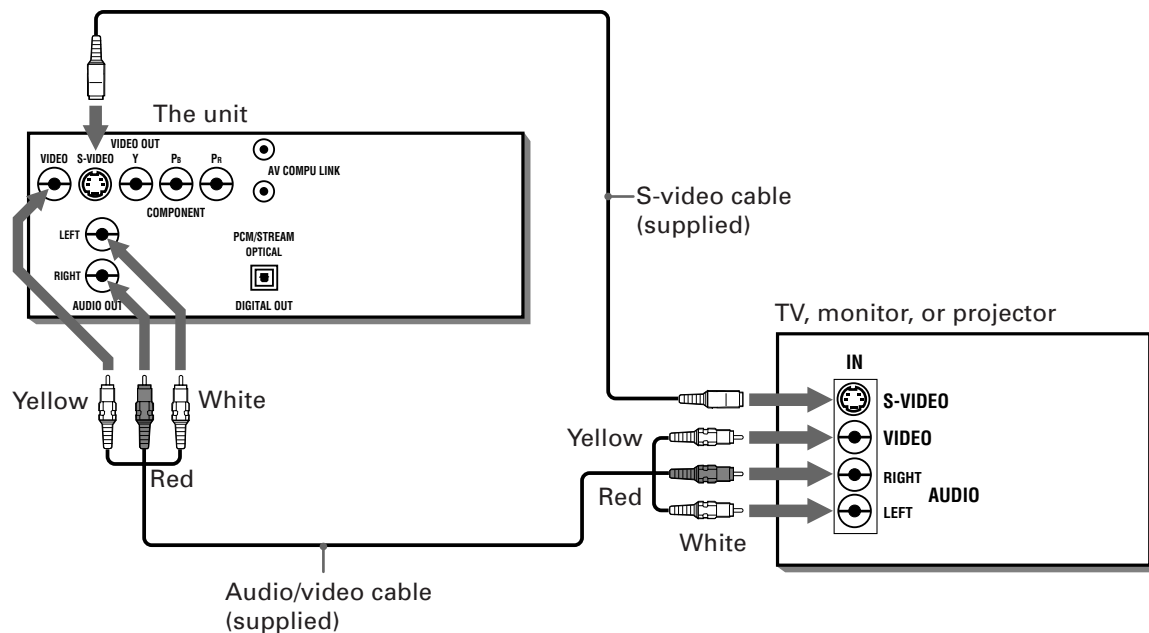 The unit
VIDEO OUT
VIDEO S-VIDEO Y PB PR
AV COMPU LINK
COMPONENT
LEFT
PCM/STREAM
OPTICAL
RIGHT
AUDIO OUT
DIGITAL OUT
S-video cable
(supplied)
TV, monitor, or projector
IN
S-VIDEO
VIDEO
RIGHT
AUDIO
LEFT
Yellow
White
Red
Yellow
Red
White
Audio/video cable
(supplied)